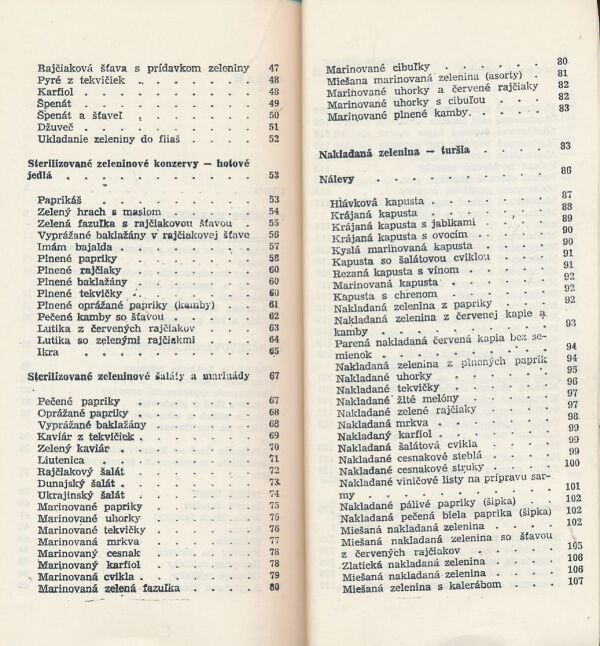 Rajčiaková šťava s prídavkom zeleniny 47
Pyré z tekvičiek . . . . . . . 48
Karfiol . . . . . . . . . 48
Špenát . . . . . . . . . 49
Špenát a šťaveľ . . . . . . . 50
Džuveč . . . . . . . . . 51
Ukladanie zeleniny do fliaš . . . . 52
Sterilizované zeleninové konzervy — hotové
jedlá . . . . . . . . . . 53
Paprikáš . . . . . . . . . 53
Zelený hrach s maslom . . . . . 54
Zelená fazuľka s rajčiakovou šťavou . . 55
Vyprážané baklažány v rajčiakovej šťave 56
Imám bajalda . . . . . . . . 57
Plnené papriky . . . . . . . 58
Plnené rajčiaky . . . . . . . 60
Plnené baklažány . . . . . . . 60
Plnené tekvičky . . . . . . . 60
Plnené oprážané papriky (kamby) . . 61
Pečené kamby so šťavou . . . . . 62
Lutika z červených rajčiakov . . . . 63
Lutika so zelenými rajčiakmi . . . . 64
Ikra . . . . . . . . . . 65
Sterilizované zeleninové šaláty a marinády 67
Pečené papriky . . . . . . . 67
Oprážané papriky . . . . . . . 68
Vyprážané baklažány . . . . . . 68
Kaviár z tekvičiek . . . . . . . 69
Zelený kaviár . . . . . . . . 70
Liutenica . . . . . . . . . 71
Rajčiakový šalát . . . . . . . 72
Dunajský šalát . . . . . . . . 73
Ukrajinský šalát . . . . . . . 74
Marinované papriky . . . . . . 75
Marinované uhorky . . . . . . 76
Marinované tekvičky . . . . . . 76
Marinovaná mrkva . . . . . . 77
Marinovaný cesnak . . . . . . 78
Marinovaný karfiol . . . . . . 78
Marinovaná cvikla . . . . . . . 79
Marinovaná zelená fazuľka . . . . 80
Marinované cibuľky . . . . . . 80
Miešana marinovaná zelenina (asorty) . 81
Marinované uhorky a červené rajčiaky 82
Marinované uhorky s cibuľou . . . 82
Marinované plnené kamby . . . . 83
Nakladaná zelenina — turšia . . . . 83
Nálevy . . . . . . . . . . 86
Hlávková kapusta . . . . . . . 87
Krájaná kapusta . . . . . . . 88
Krájaná kapusta s jablkami . . . . 89
Krájaná kapusta s ovocím . . . . 90
Kyslá marinovaná kapusta . . . . 90
Kapusta so šalátovou cviklou . . . . 91
Rezaná kapusta s vínom . . . . . 91
Marinovaná kapusta . . . . . . 92
Kapusta s chrenom . . . . . . 92
Nakladaná zelenina z papriky . . . .
Nakladaná zelenina z červenej kapie a
kamby . . . . . . . . . . 93
Parená nakladaná červená kapia bez se-
mienok . . . . . . . . . 94
Nakladaná zelenina z plnených paprík 94
Nakladané uhorky . . . . . . . 95
Nakladané tekvičky . . . . . . 96
Nakladané žlté melóny . . . . . 97
Nakladané zelené rajčiaky . . . . 97
Nakladaná mrkva . . . . . . . 98
Nakladaný karfiol . . . . . . . 99
Nakladaná šalátová cvikla . . . . 99
Nakladané cesnakové steblá . . . . 99
Nakladané cesnakové struky . . . . 100
Nakladané viničové listy na prípravu sar-
my . . . . . . . . . . 101
Nakladané pálivé papriky (šipka) . . 102
Nakladaná pečená biela paprika (šipka) 102
Miešaná nakladaná zelenina . . . . 102
Miešaná nakladaná zelenina so šťavou
z červených rajčiakov . . . . . 105
Zlatická nakladaná zelenina . . . . 106
Miešaná nakladaná zelenina . . . . 106
Miešaná zelenina s kalerábom . . . 107